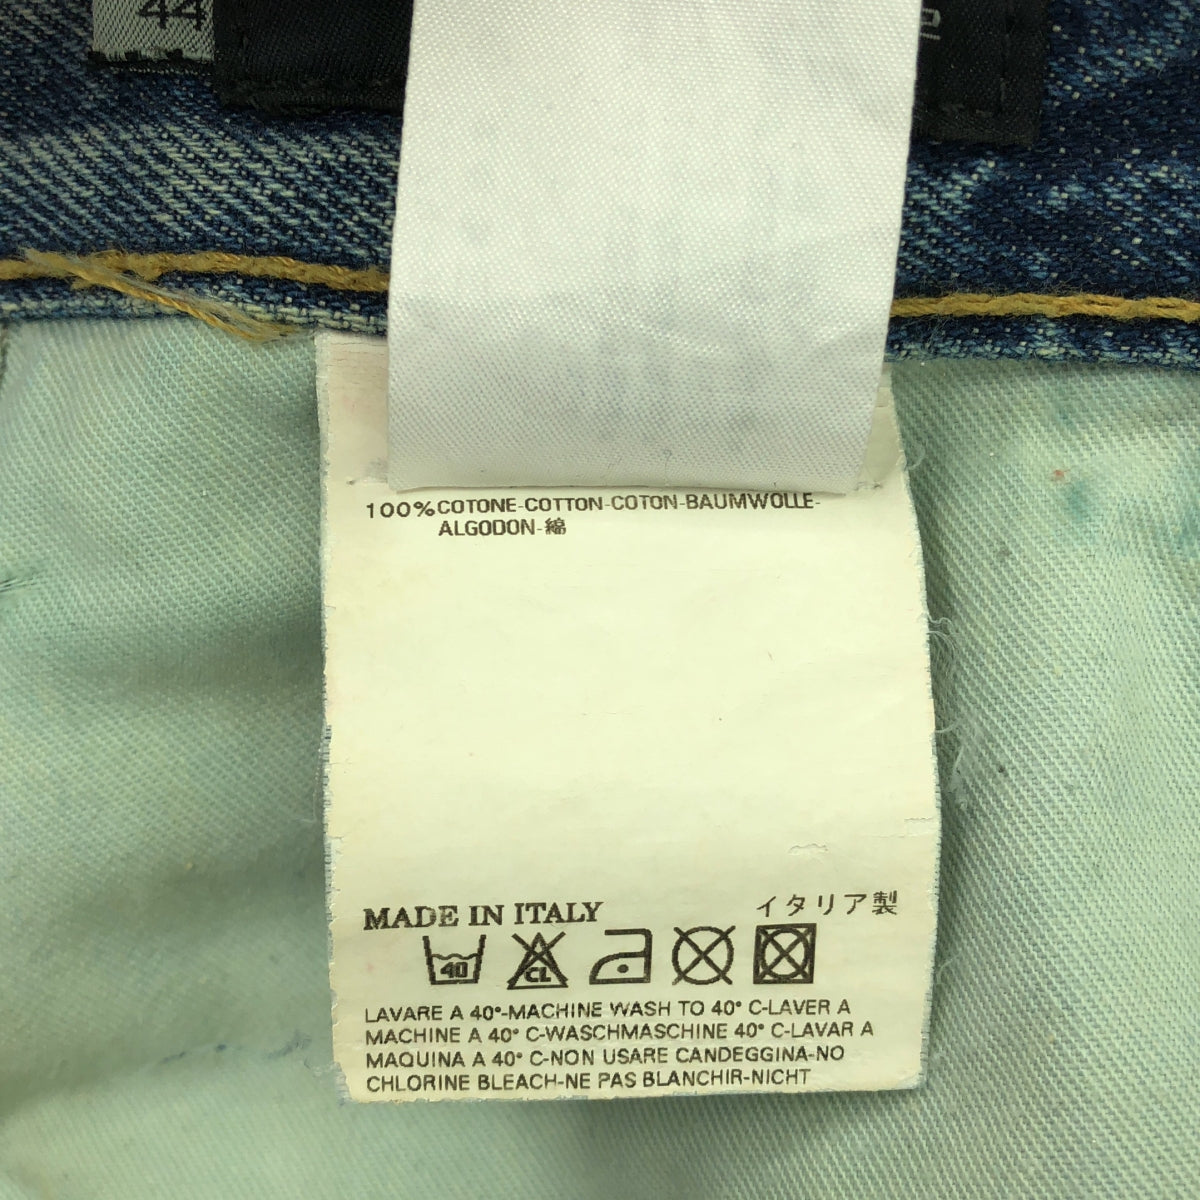 44
100%COTONE-COTTON-COTON-BAUMWOLLE-
ALGODON-綿
MADE IN ITALY イタリア製
40 CL
LAVARE A 40°-MACHINE WASH TO 40° C-LAVER A
MACHINE A 40° C-WASCHMASCHINE 40° C-LAVAR A
MAQUINA A 40° C-NON USARE CANDEGGINA-NO
CHLORINE BLEACH-NE PAS BLANCHIR-NICHT